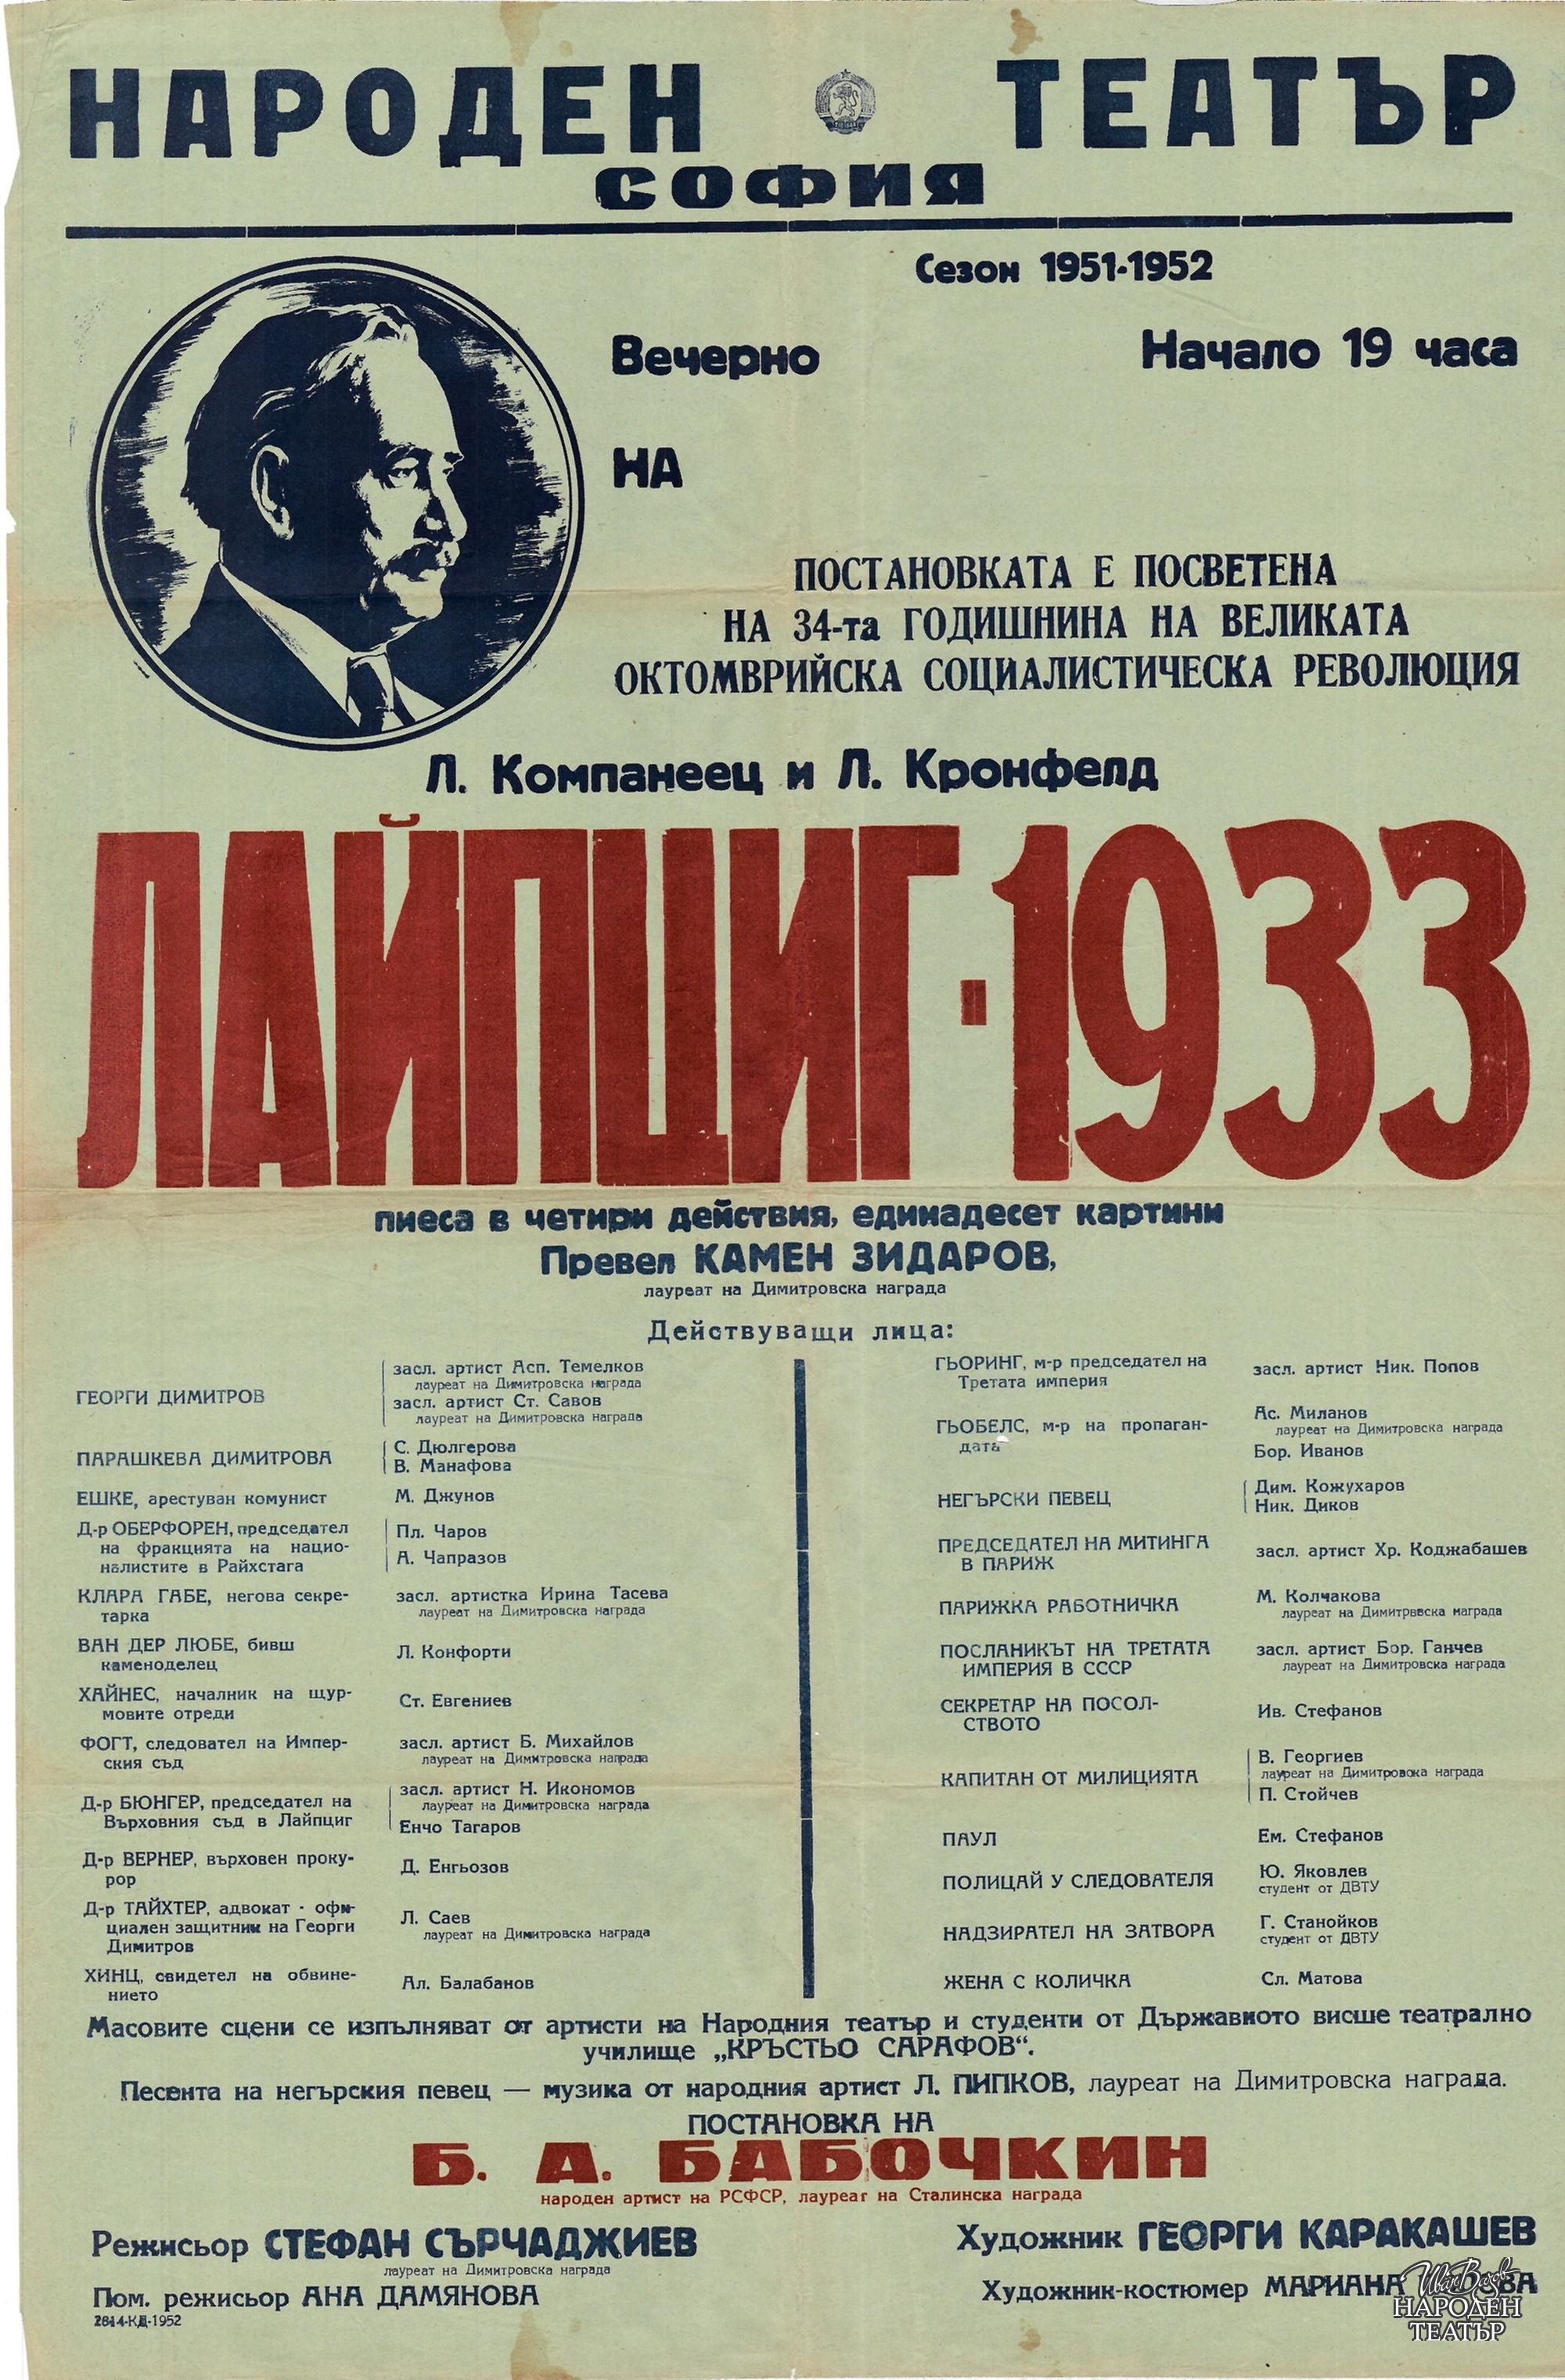 НАРОДЕН ТЕАТЪР
СОФИЯ
Сезон 1951-1952
Вечерно
Начало 19 часа
НА
ПОСТАНОВКАТА Е ПОСВЕТЕНА
НА 34-та ГОДИШНИНА НА ВЕЛИКАТА
ОКТОМВРИЙСКА СОЦИАЛИСТИЧЕСКА РЕВОЛЮЦИЯ
Л. Компанеец и Л. Кронфелд
ЛАЙПЦИГ-1933
пиеса в четири действия, единадесет картини
Превел КАМЕН ЗИДАРОВ,
лауреат на Димитровска награда
Действуващи лица:
ГЕОРГИ ДИМИТРОВ
засл. артист Асп. Темелков
лауреат на Димитровска награда
засл. артист Ст. Савов
лауреат на Димитровска награда
ПАРАШКЕВА ДИМИТРОВА
С. Дюлгерова
В. Манафова
ЕШКЕ, арестуван комунист
М. Джунов
Д-р ОБЕРФОРЕН, председател
на фракцията на нацио-
налистите в Райхстага
Пл. Чаров
А. Чапразов
КЛАРА ГАБЕ, негова секре-
тарка
засл. артистка Ирина Тасева
лауреат на Димитровска награда
ВАН ДЕР ЛЮБЕ, бивш
каменоделец
Л. Конфорти
ХАЙНЕС, началник на щур-
мовите отреди
Ст. Евгениев
ФОГТ, следовател на Импер-
ския съд
засл. артист Б. Михайлов
лауреат на Димитровска награда
Д-р БЮНГЕР, председател на
Върховния съд в Лайпциг
засл. артист Н. Икономов
лауреат на Димитровска награда
Енчо Тагаров
Д-р ВЕРНЕР, върховен проку-
рор
Д. Енгьозов
Д-р ТАЙХТЕР, адвокат - офи-
циален защитник на Георги
Димитров
Л. Саев
лауреат на Димитровска награда
ХИНЦ, свидетел на обвине-
нието
Ал. Балабанов
ГЬОРИНГ, м-р председател на
Третата империя
засл. артист Ник. Попов
ГЬОБЕЛС, м-р на пропаган-
дата
Ас. Миланов
лауреат на Димитровска награда
Бор. Иванов
НЕГЪРСКИ ПЕВЕЦ
Дим. Кожухаров
Ник. Диков
ПРЕДСЕДАТЕЛ НА МИТИНГА
В ПАРИЖ
засл. артист Хр. Коджабашев
ПАРИЖКА РАБОТНИЧКА
М. Колчакова
лауреат на Димитрввска награда
ПОСЛАНИКЪТ НА ТРЕТАТА
ИМПЕРИЯ В СССР
засл. артист Бор. Ганчев
лауреат на Димитровска награда
СЕКРЕТАР НА ПОСОЛ-
СТВОТО
Ив. Стефанов
КАПИТАН ОТ МИЛИЦИЯТА
В. Георгиев
лауреат на Димитровска награда
П. Стойчев
ПАУЛ
Ем. Стефанов
ПОЛИЦАЙ У СЛЕДОВАТЕЛЯ
Ю. Яковлев
студент от ДВТУ
НАДЗИРАТЕЛ НА ЗАТВОРА
Г. Станойков
студент от ДВТУ
ЖЕНА С КОЛИЧКА
Сл. Матова
Масовите сцени се изпълняват от артисти на Народния театър и студенти от Държавното висше театрално
училище „КРЪСТЬО САРАФОВ“.
Песента на негърския певец — музика от народния артист Л. ПИПКОВ, лауреат на Димитровска награда.
ПОСТАНОВКА НА
Б. А. БАБОЧКИН
народен артист на РСФСР, лауреат на Сталинска награда
Режисьор СТЕФАН СЪРЧАДЖИЕВ
лауреат на Димитровска награда
Пом. режисьор АНА ДАМЯНОВА
2614-КД-1952
Художник ГЕОРГИ КАРАКАШЕВ
Художник-костюмер МАРИАНА
Иван Вазов
НАРОДЕН
ТЕАТЪР